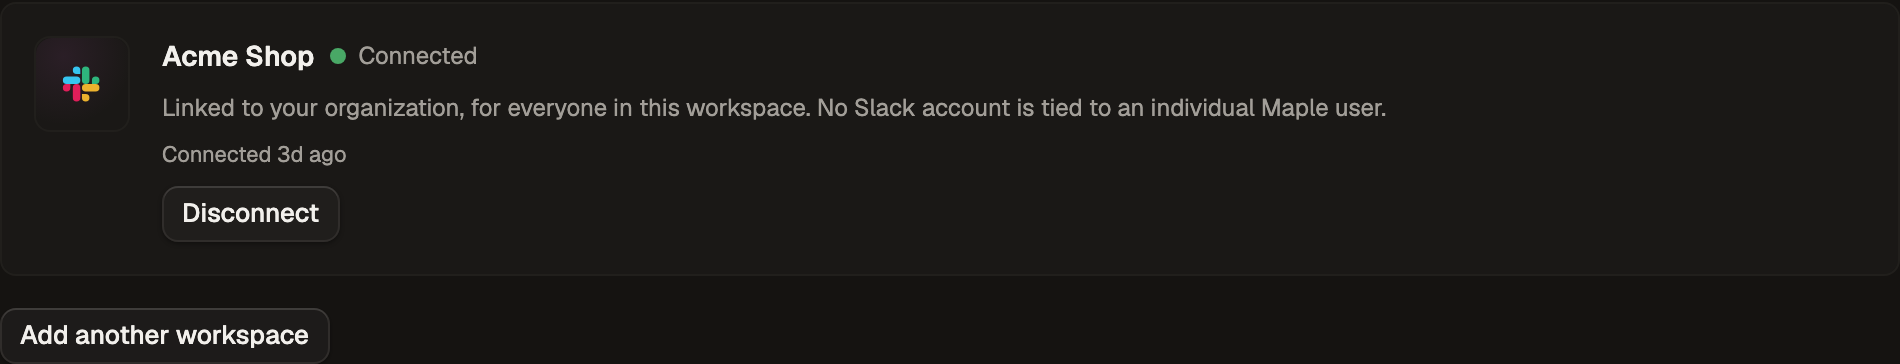 Acme Shop Connected
Linked to your organization, for everyone in this workspace. No Slack account is tied to an individual Maple user.
Connected 3d ago
Disconnect
Add another workspace